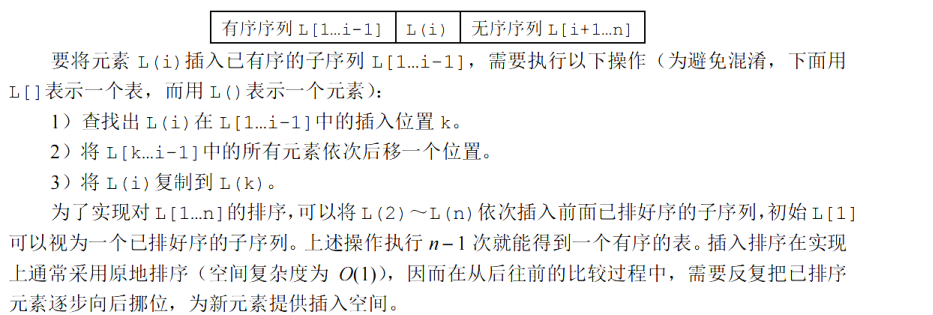 有序序列 L[1…i-1] L(i) 无序序列 L[i+1…n]
要将元素 L(i)插入已有序的子序列 L[1…i-1]，需要执行以下操作（为避免混淆，下面用
L[]表示一个表，而用 L()表示一个元素）：
1）查找出 L(i)在 L[1…i-1]中的插入位置 k。
2）将 L[k…i-1]中的所有元素依次后移一个位置。
3）将 L(i)复制到 L(k)。
为了实现对 L[1…n]的排序，可以将 L(2)～L(n)依次插入前面已排好序的子序列，初始 L[1]
可以视为一个已排好序的子序列。上述操作执行 n－1 次就能得到一个有序的表。插入排序在实现
上通常采用原地排序（空间复杂度为 O(1)），因而在从后往前的比较过程中，需要反复把已排序
元素逐步向后挪位，为新元素提供插入空间。